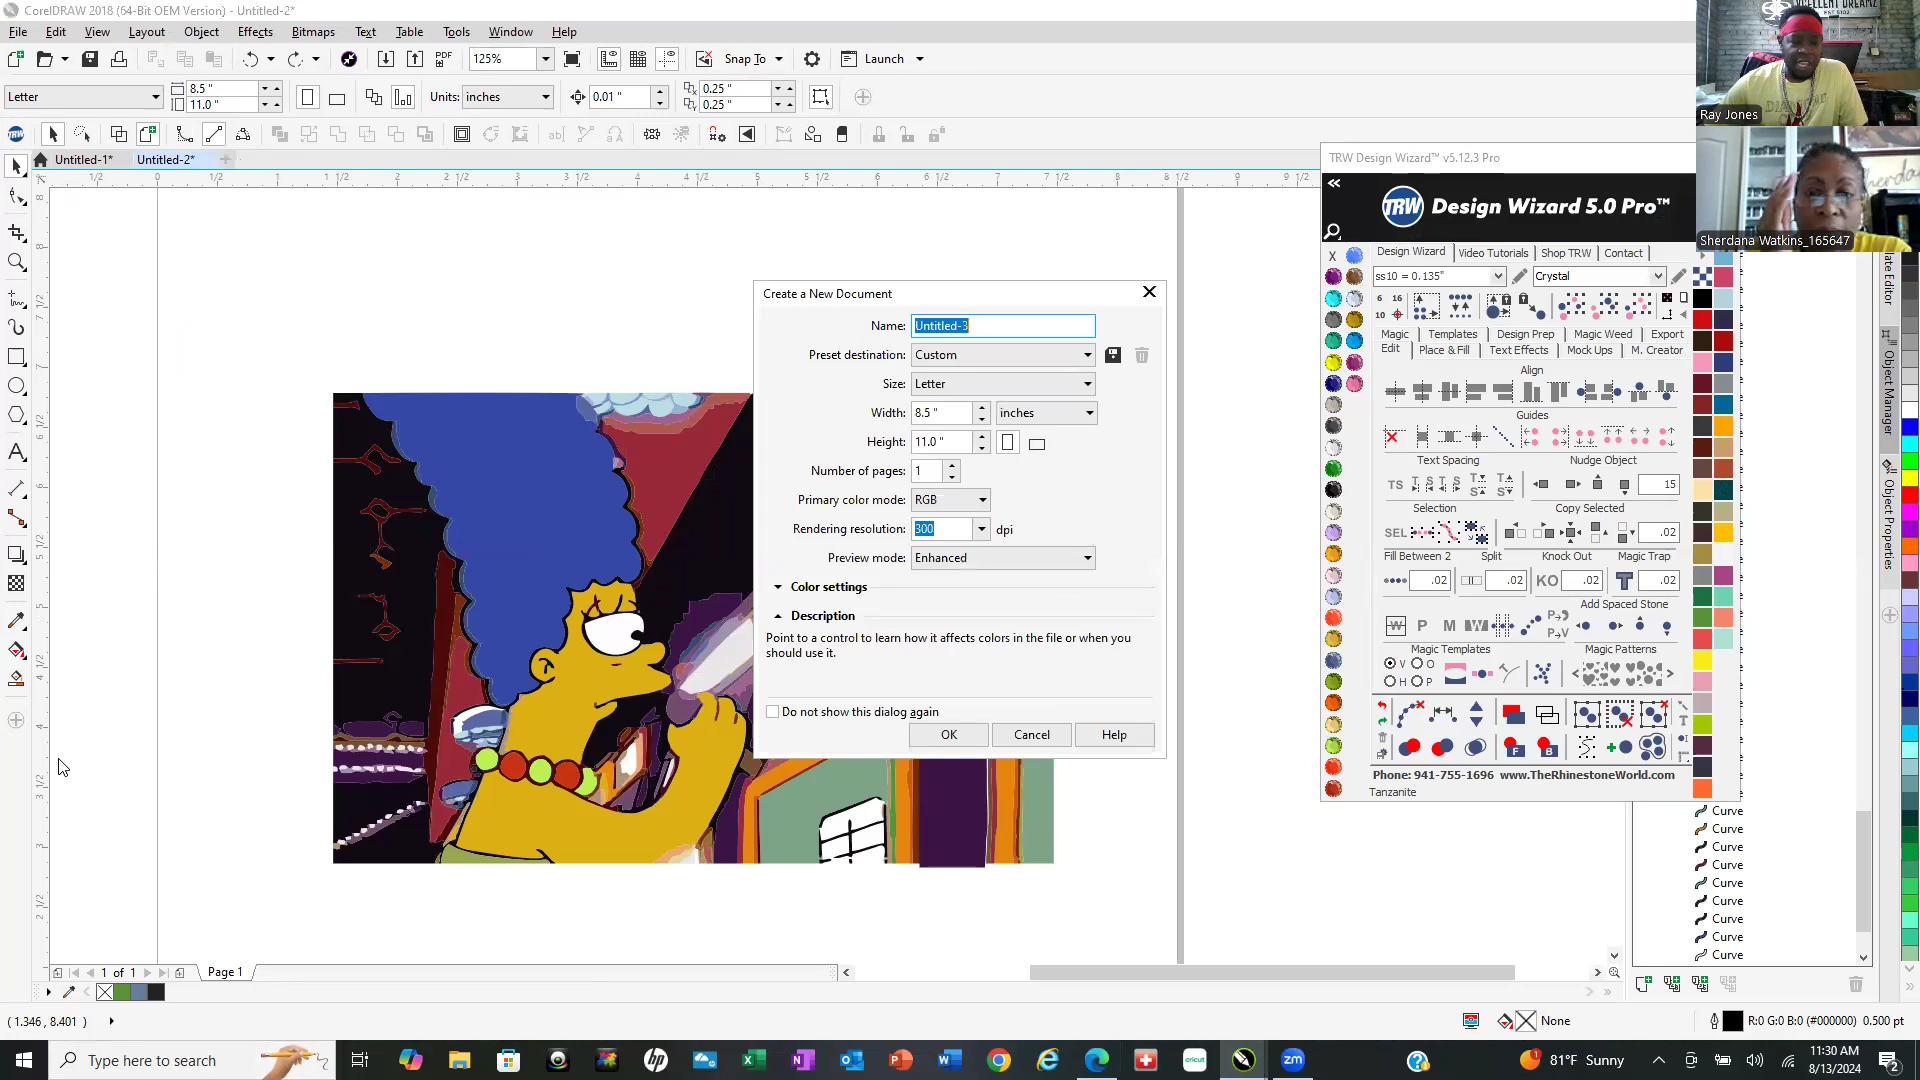 CorelDRAW 2018 (64-Bit OEM Version) - Untitled-2*
File Edit View Layout Object Effects Bitmaps Text Table Tools Window Help
PDF 125% Snap To Launch
Letter 8.5 " 11.0 " Units: inches 0.01 " 0.25 " 0.25 "
Untitled-1* Untitled-2*
Ray Jones
Sherdana Watkins_165647
TRW Design Wizard™ v5.12.3 Pro
TRW Design Wizard 5.0 Pro™
Design Wizard Video Tutorials Shop TRW Contact
ss10 = 0.135" Crystal
6 16
10
Magic Templates Design Prep Magic Weed Export
Edit Place & Fill Text Effects Mock Ups M. Creator
Align
Guides
Text Spacing Nudge Object
TS 15
Selection Copy Selected
SEL .02
Fill Between 2 Split Knock Out Magic Trap
.02 .02 KO .02 .02
Add Spaced Stone
W P M W
Magic Templates Magic Patterns
V O
H P
Phone: 941-755-1696 www.TheRhinestoneWorld.com
Tanzanite
Create a New Document
Name: Untitled-3
Preset destination: Custom
Size: Letter
Width: 8.5 " inches
Height: 11.0 "
Number of pages: 1
Primary color mode: RGB
Rendering resolution: 300 dpi
Preview mode: Enhanced
Color settings
Description
Point to a control to learn how it affects colors in the file or when you
should use it.
Do not show this dialog again
OK Cancel Help
Object Manager
Object Properties
Curve
Curve
Curve
Curve
Curve
Curve
Curve
Curve
Curve
1 of 1 Page 1
( 1.346, 8.401 ) None R:0 G:0 B:0 (#000000) 0.500 pt
Type here to search 81°F Sunny 11:30 AM
8/13/2024